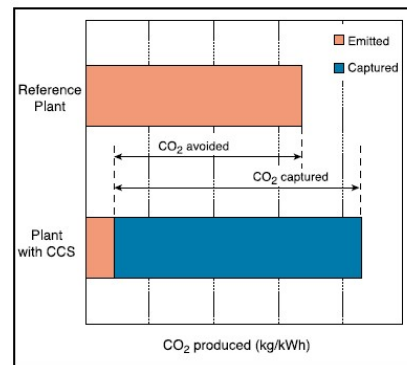 Emitted
Captured
Reference
Plant
CO₂ avoided
CO₂ captured
Plant
with CCS
CO₂ produced (kg/kWh)